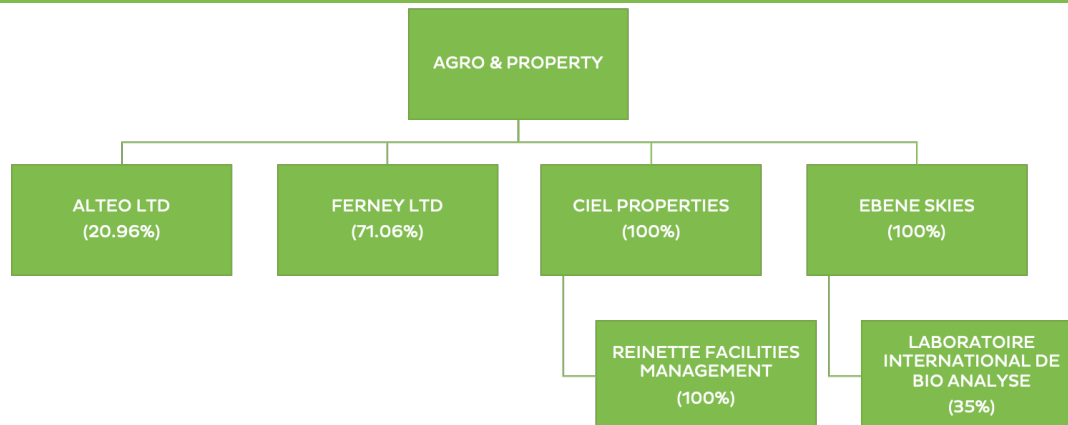 AGRO & PROPERTY
ALTEO LTD
(20.96%)
FERNEY LTD
(71.06%)
CIEL PROPERTIES
(100%)
EBENE SKIES
(100%)
REINETTE FACILITIES
MANAGEMENT
(100%)
LABORATOIRE
INTERNATIONAL DE
BIO ANALYSE
(35%)